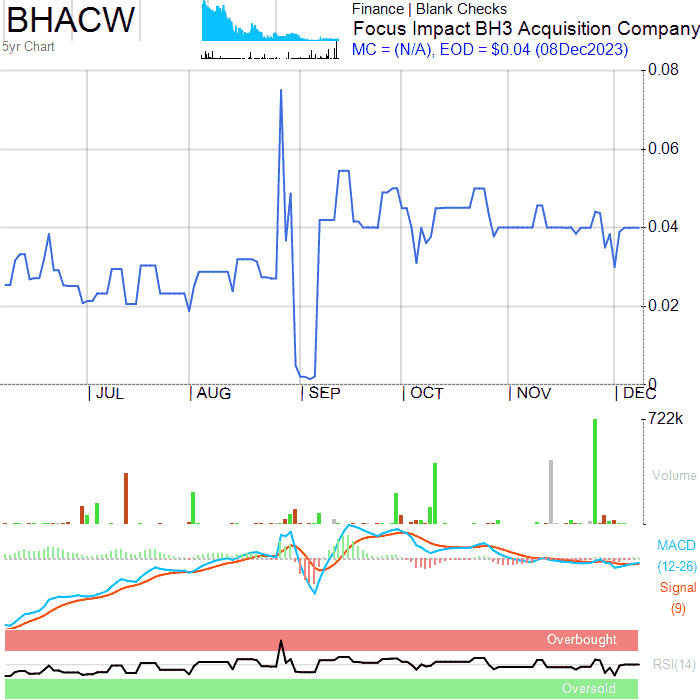 BHACW
5yr Chart
Finance | Blank Checks
Focus Impact BH3 Acquisition Company
MC = (N/A), EOD = $0.04 (08Dec2023)
0.08
0.06
0.04
0.02
0
JUL
AUG
SEP
OCT
NOV
DEC
722k
Volume
MACD
(12-26)
Signal
(9)
Overbought
RSI(14)
Oversold